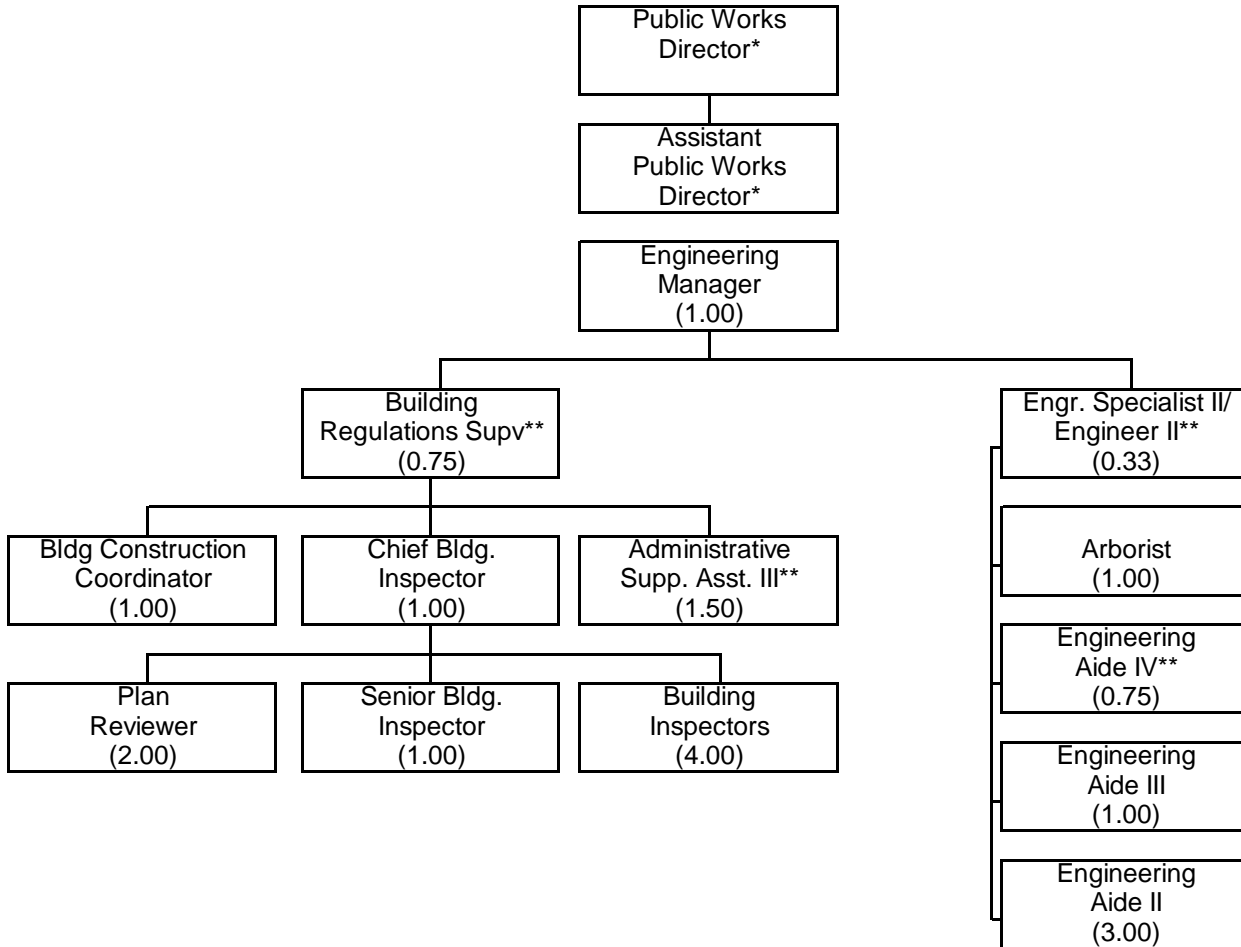 Public Works
Director*
Assistant
Public Works
Director*
Engineering
Manager
(1.00)
Building
Regulations Supv**
(0.75)
Engr. Specialist II/
Engineer II**
(0.33)
Bldg Construction
Coordinator
(1.00)
Chief Bldg.
Inspector
(1.00)
Administrative
Supp. Asst. III**
(1.50)
Arborist
(1.00)
Plan
Reviewer
(2.00)
Senior Bldg.
Inspector
(1.00)
Building
Inspectors
(4.00)
Engineering
Aide IV**
(0.75)
Engineering
Aide III
(1.00)
Engineering
Aide II
(3.00)